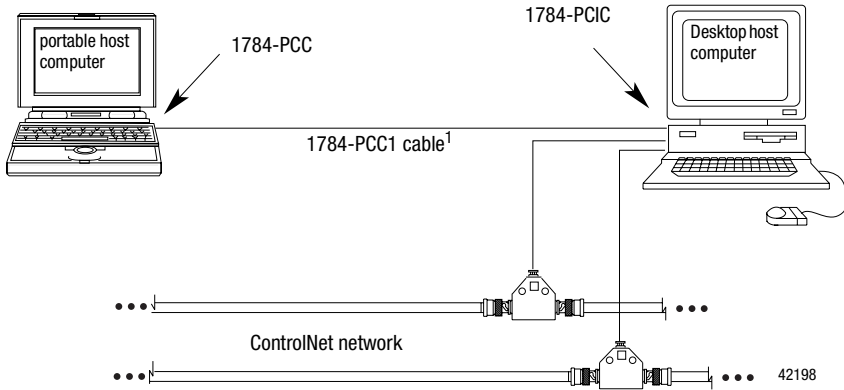 1784-PCIC
portable host
computer
1784-PCC
Desktop host
computer
1784-PCC1 cable1
ControlNet network
42198